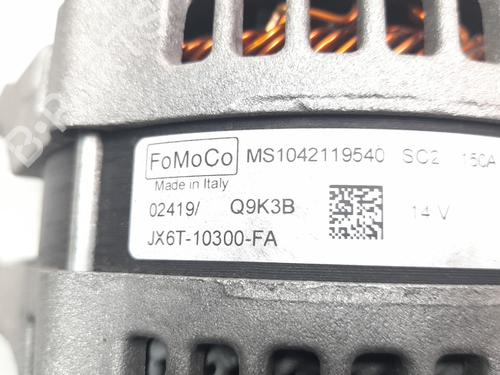 FoMoCo MS1042119540 SC2 150A
Made in Italy
02419/ Q9K3B 14 V
JX6T-10300-FA